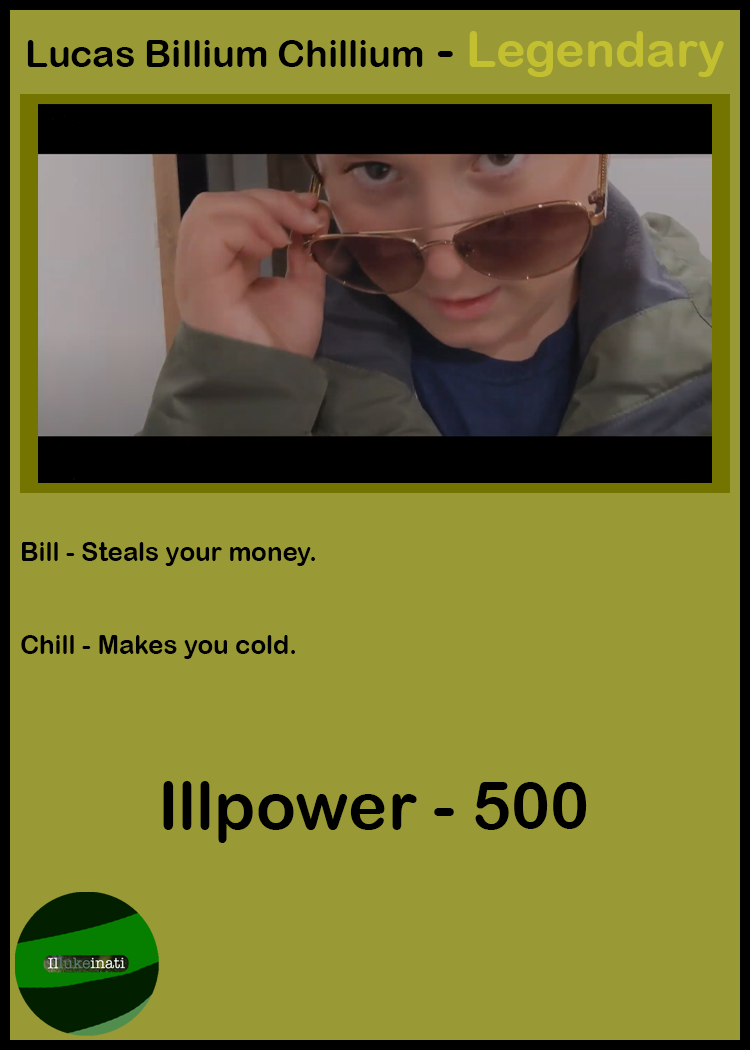 Lucas Billium Chillium - Legendary
Bill - Steals your money.
Chill - Makes you cold.
Illpower - 500
Illukeinati